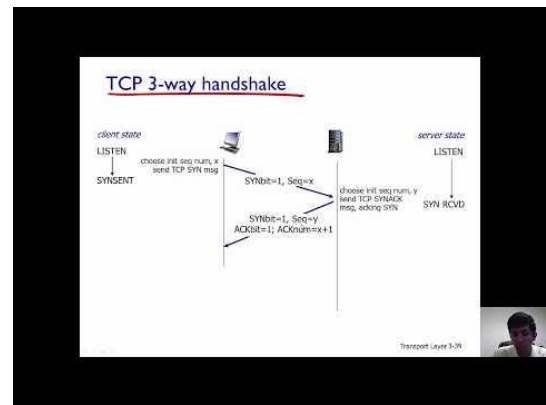 TCP 3-way handshake
client state
server state
LISTEN
LISTEN
choose init seq num, x
send TCP SYN msg
SYNSENT
SYNbit=1, Seq=x
choose init seq num, y
send TCP SYNACK
msg, acking SYN
SYN RCVD
SYNbit=1, Seq=y
ACKbit=1; ACKnum=x+1
Transport Layer 3-39